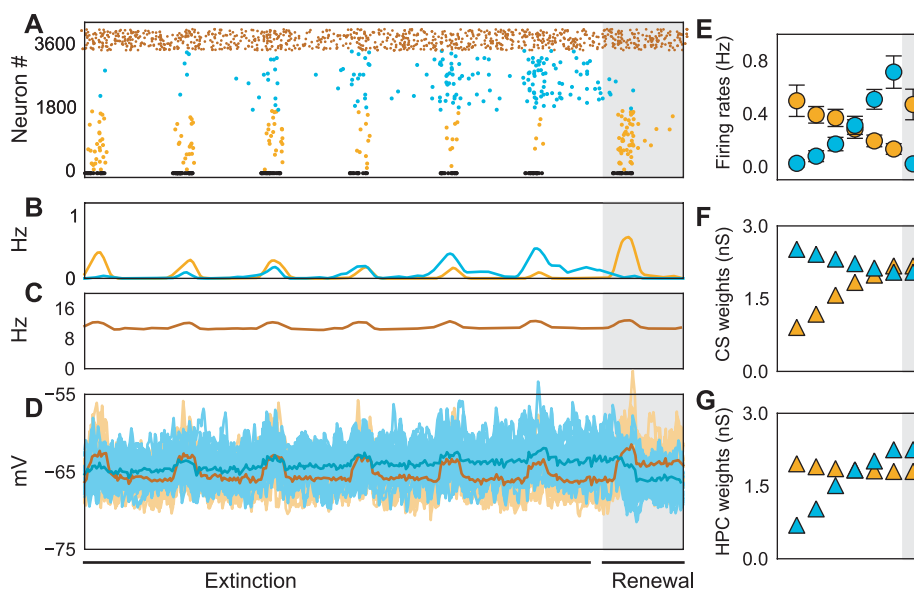 A
Neuron #
3600
1800
0
B
Hz
1
0
C
Hz
16
12
8
0
D
mV
−55
−65
−75
Extinction
Renewal
E
Firing rates (Hz)
0.8
0.4
0.0
F
CS weights (nS)
3.0
1.5
0.0
G
HPC weights (nS)
3.0
1.5
0.0